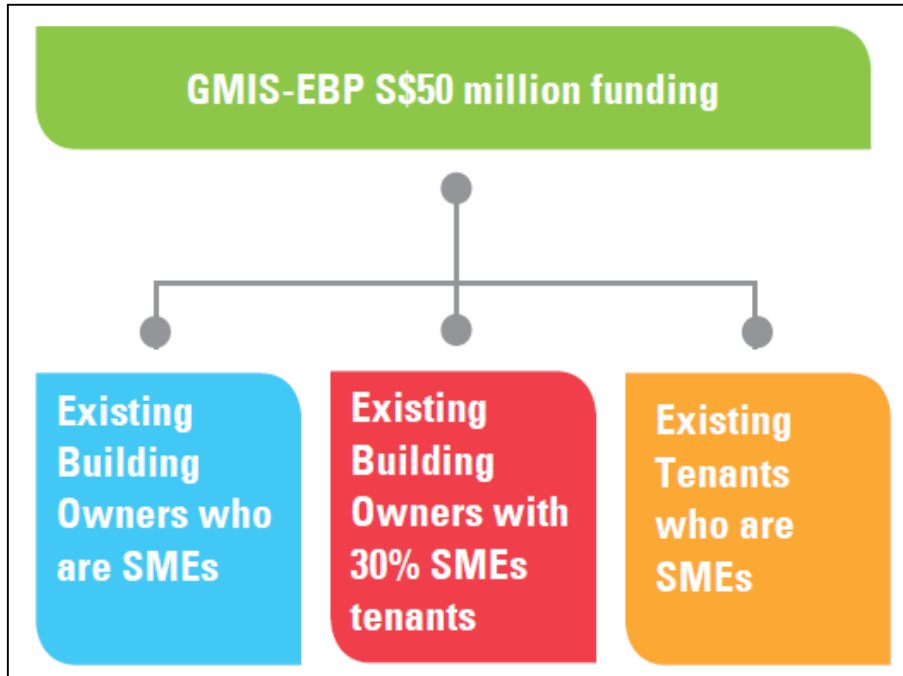 GMIS-EBP S$50 million funding
Existing
Building
Owners who
are SMEs
Existing
Building
Owners with
30% SMEs
tenants
Existing
Tenants
who are
SMEs